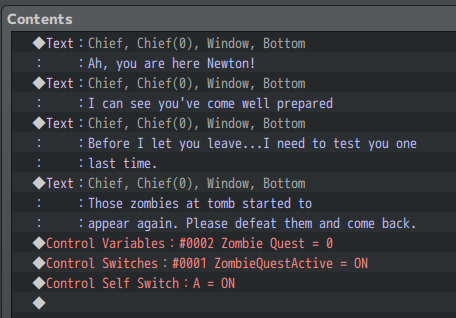 Contents
◆Text：Chief, Chief(0), Window, Bottom
：　　：Ah, you are here Newton!
◆Text：Chief, Chief(0), Window, Bottom
：　　：I can see you've come well prepared
◆Text：Chief, Chief(0), Window, Bottom
：　　：Before I let you leave...I need to test you one
：　　：last time.
◆Text：Chief, Chief(0), Window, Bottom
：　　：Those zombies at tomb started to
：　　：appear again. Please defeat them and come back.
◆Control Variables：#0002 Zombie Quest = 0
◆Control Switches：#0001 ZombieQuestActive = ON
◆Control Self Switch：A = ON
◆